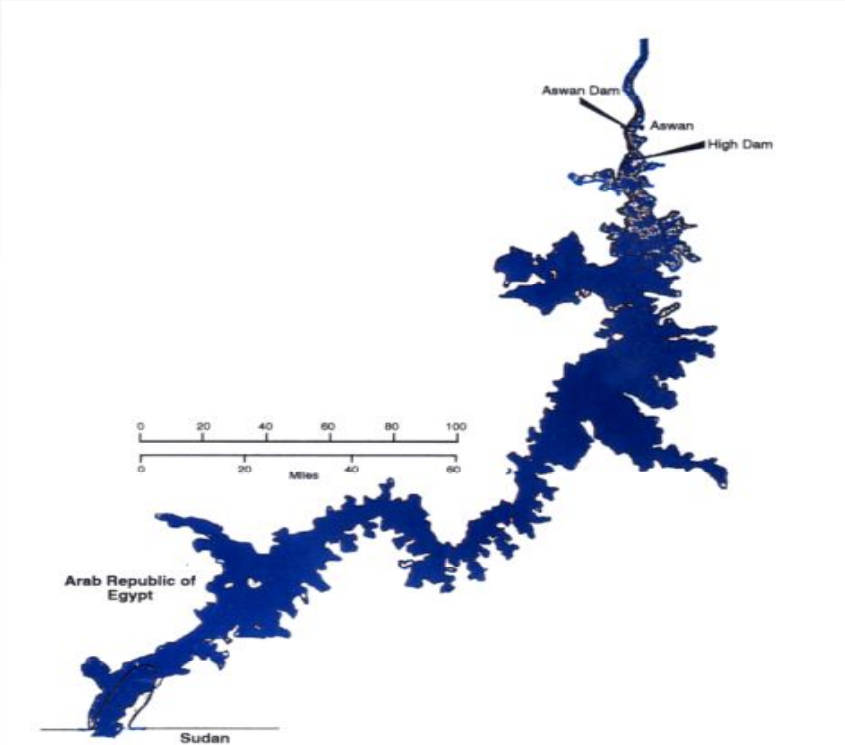 Aswan Dam
Aswan
High Dam
0 20 40 60 80 100
0 20 40 60
Miles
Arab Republic of
Egypt
Sudan